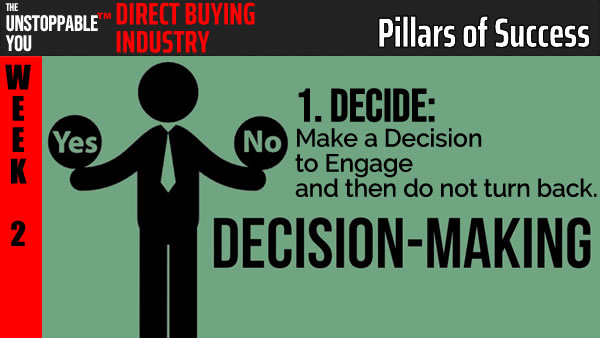 THE
UNSTOPPABLE™
YOU
DIRECT BUYING
INDUSTRY
Pillars of Success
WEEK
2
Yes
No
1. DECIDE:
Make a Decision
to Engage
and then do not turn back.
DECISION-MAKING